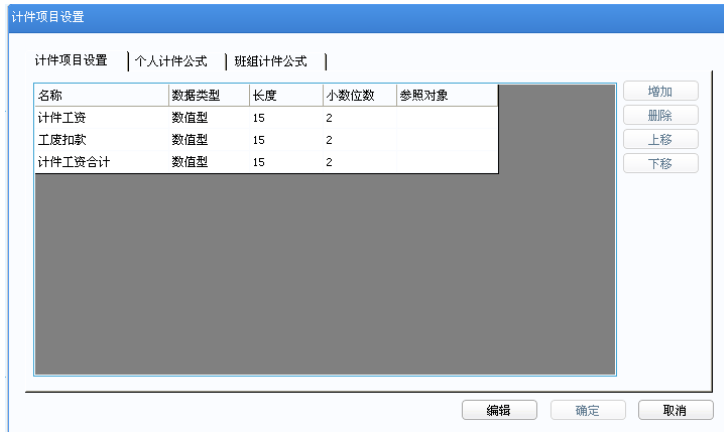 计件项目设置
计件项目设置 个人计件公式 班组计件公式
名称 数据类型 长度 小数位数 参照对象
计件工资 数值型 15 2
工废扣款 数值型 15 2
计件工资合计 数值型 15 2
增加
删除
上移
下移
编辑 确定 取消